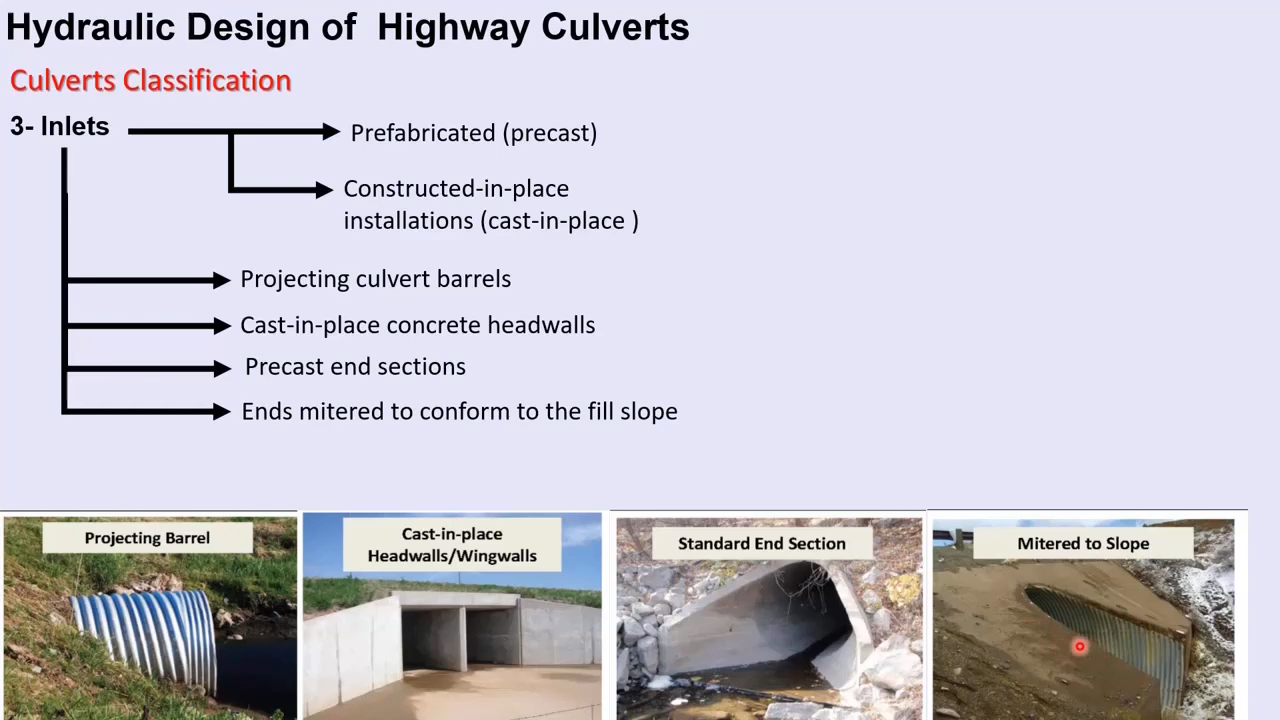 Hydraulic Design of Highway Culverts
Culverts Classification
3- Inlets
Prefabricated (precast)
Constructed-in-place
installations (cast-in-place )
Projecting culvert barrels
Cast-in-place concrete headwalls
Precast end sections
Ends mitered to conform to the fill slope
Projecting Barrel
Cast-in-place
Headwalls/Wingwalls
Standard End Section
Mitered to Slope